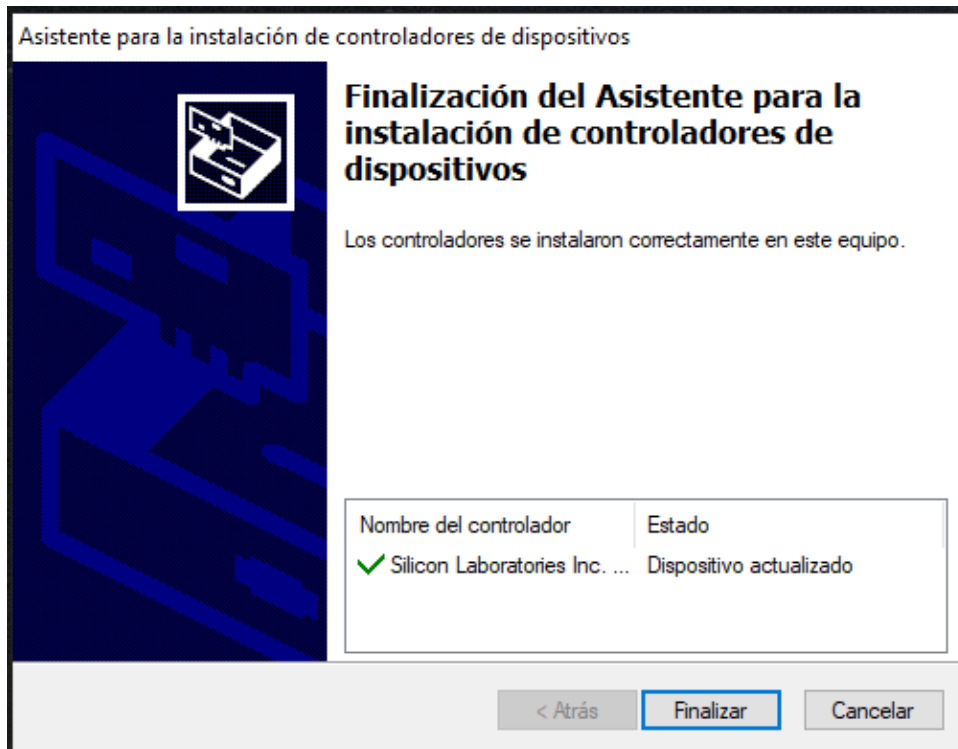 Asistente para la instalación de controladores de dispositivos
Finalización del Asistente para la
instalación de controladores de
dispositivos
Los controladores se instalaron correctamente en este equipo.
Nombre del controlador Estado
Silicon Laboratories Inc. ... Dispositivo actualizado
< Atrás Finalizar Cancelar